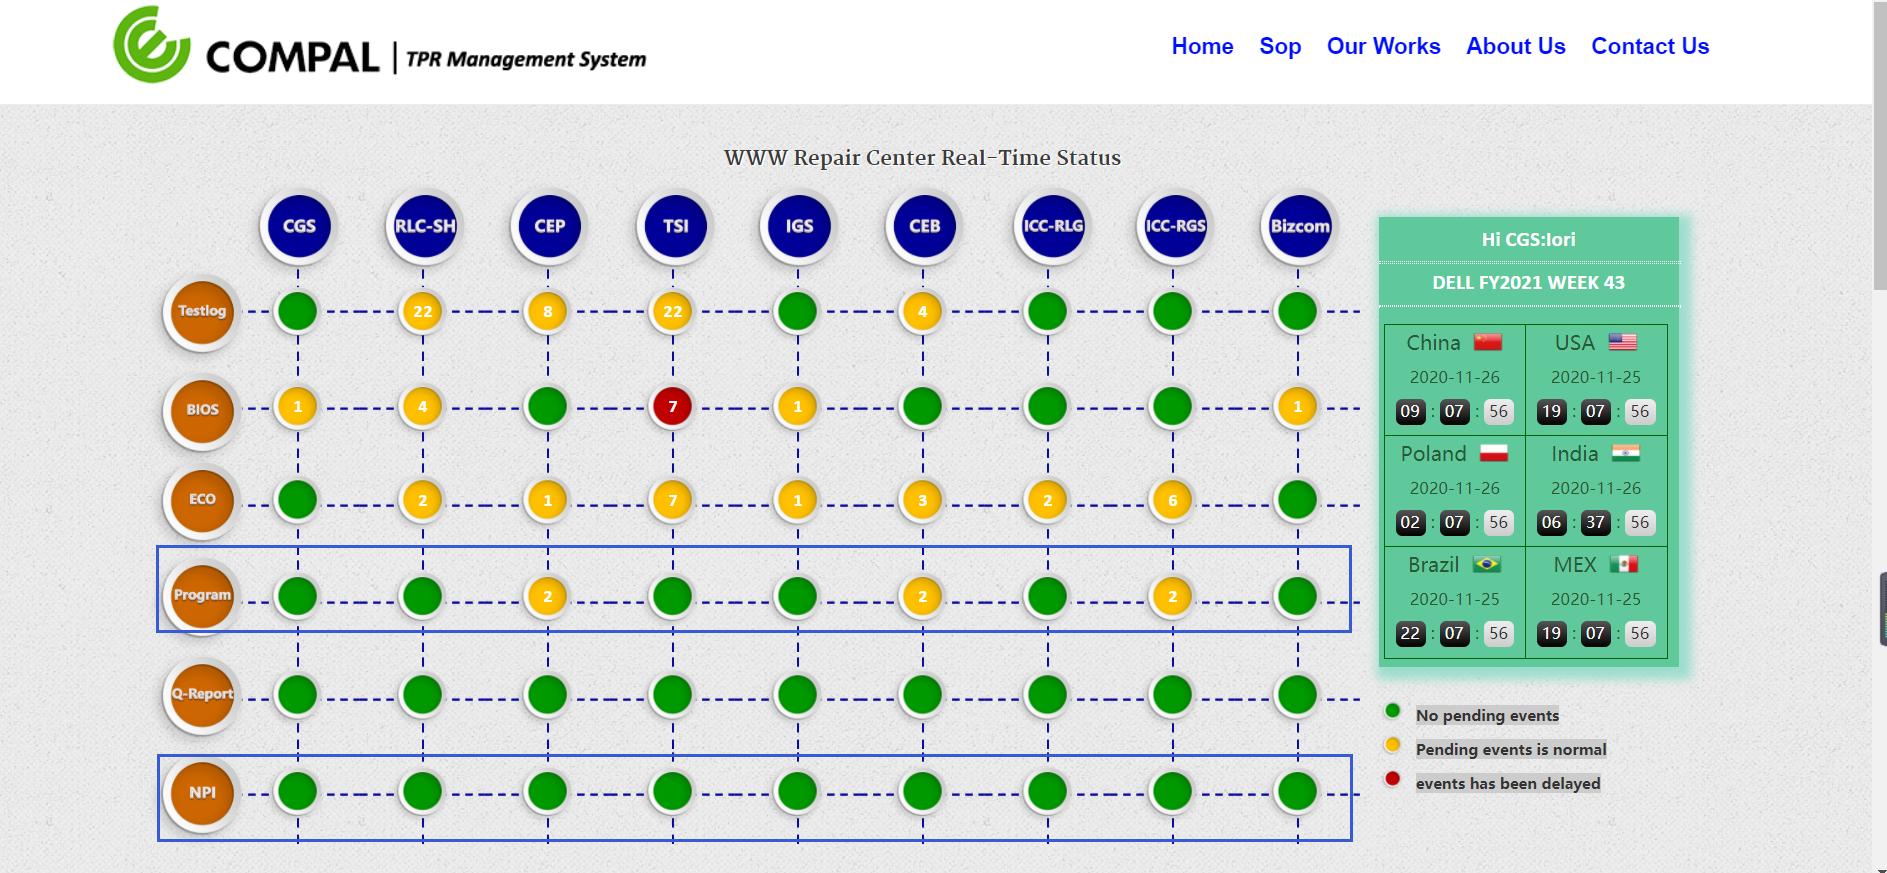 COMPAL | TPR Management System
Home Sop Our Works About Us Contact Us
WWW Repair Center Real-Time Status
CGS RLC-SH CEP TSI IGS CEB ICC-RLG ICC-RGS Bizcom
Testlog 22 8 22 4
BIOS 1 4 7 1 1
ECO 2 1 7 1 3 2 6
Program 2 2 2
Q-Report
NPI
Hi CGS:Iori
DELL FY2021 WEEK 43
China USA
2020-11-26 2020-11-25
09 : 07 : 56 19 : 07 : 56
Poland India
2020-11-26 2020-11-26
02 : 07 : 56 06 : 37 : 56
Brazil MEX
2020-11-25 2020-11-25
22 : 07 : 56 19 : 07 : 56
No pending events
Pending events is normal
events has been delayed